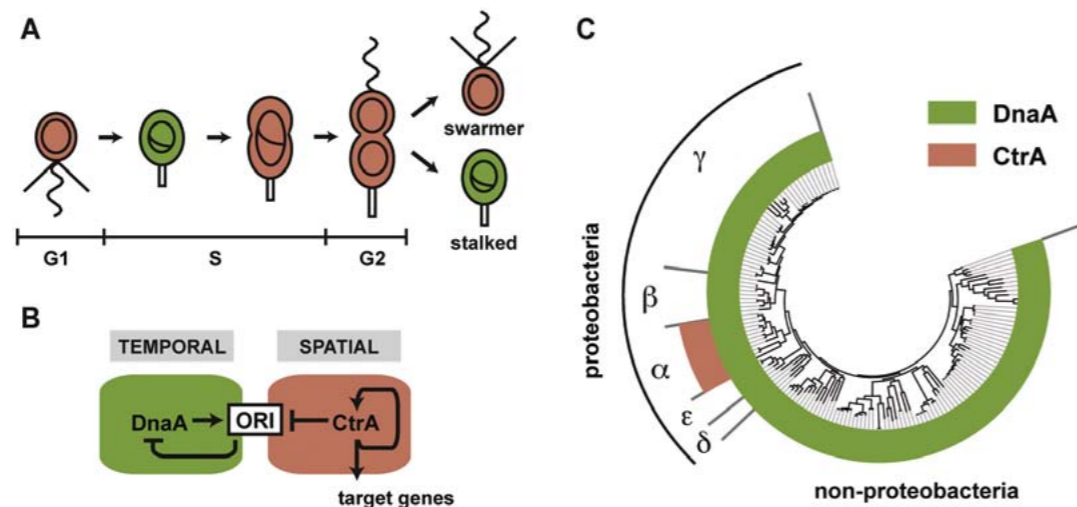 A
swarmer
stalked
G1 S G2
B
TEMPORAL SPATIAL
DnaA ORI CtrA
target genes
C
DnaA
CtrA
proteobacteria
γ
β
α
ε
δ
non-proteobacteria